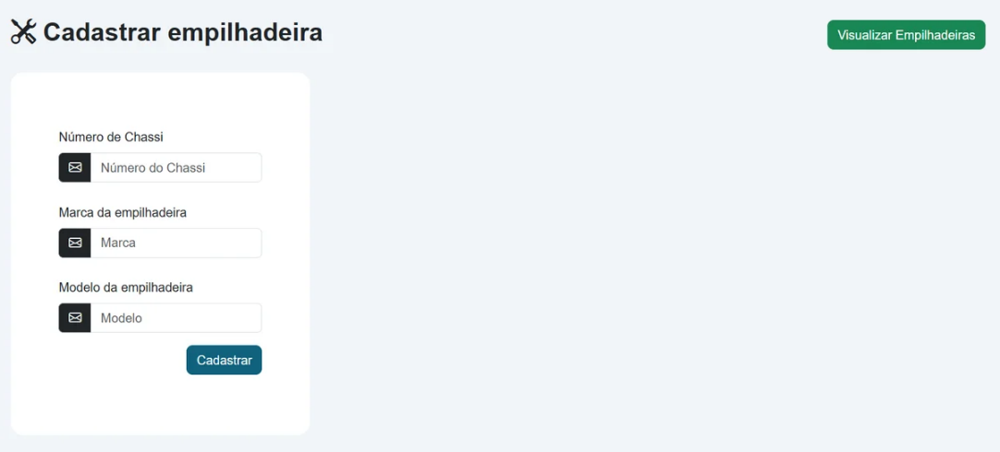 Cadastrar empilhadeira
Visualizar Empilhadeiras
Número de Chassi
Número do Chassi
Marca da empilhadeira
Marca
Modelo da empilhadeira
Modelo
Cadastrar